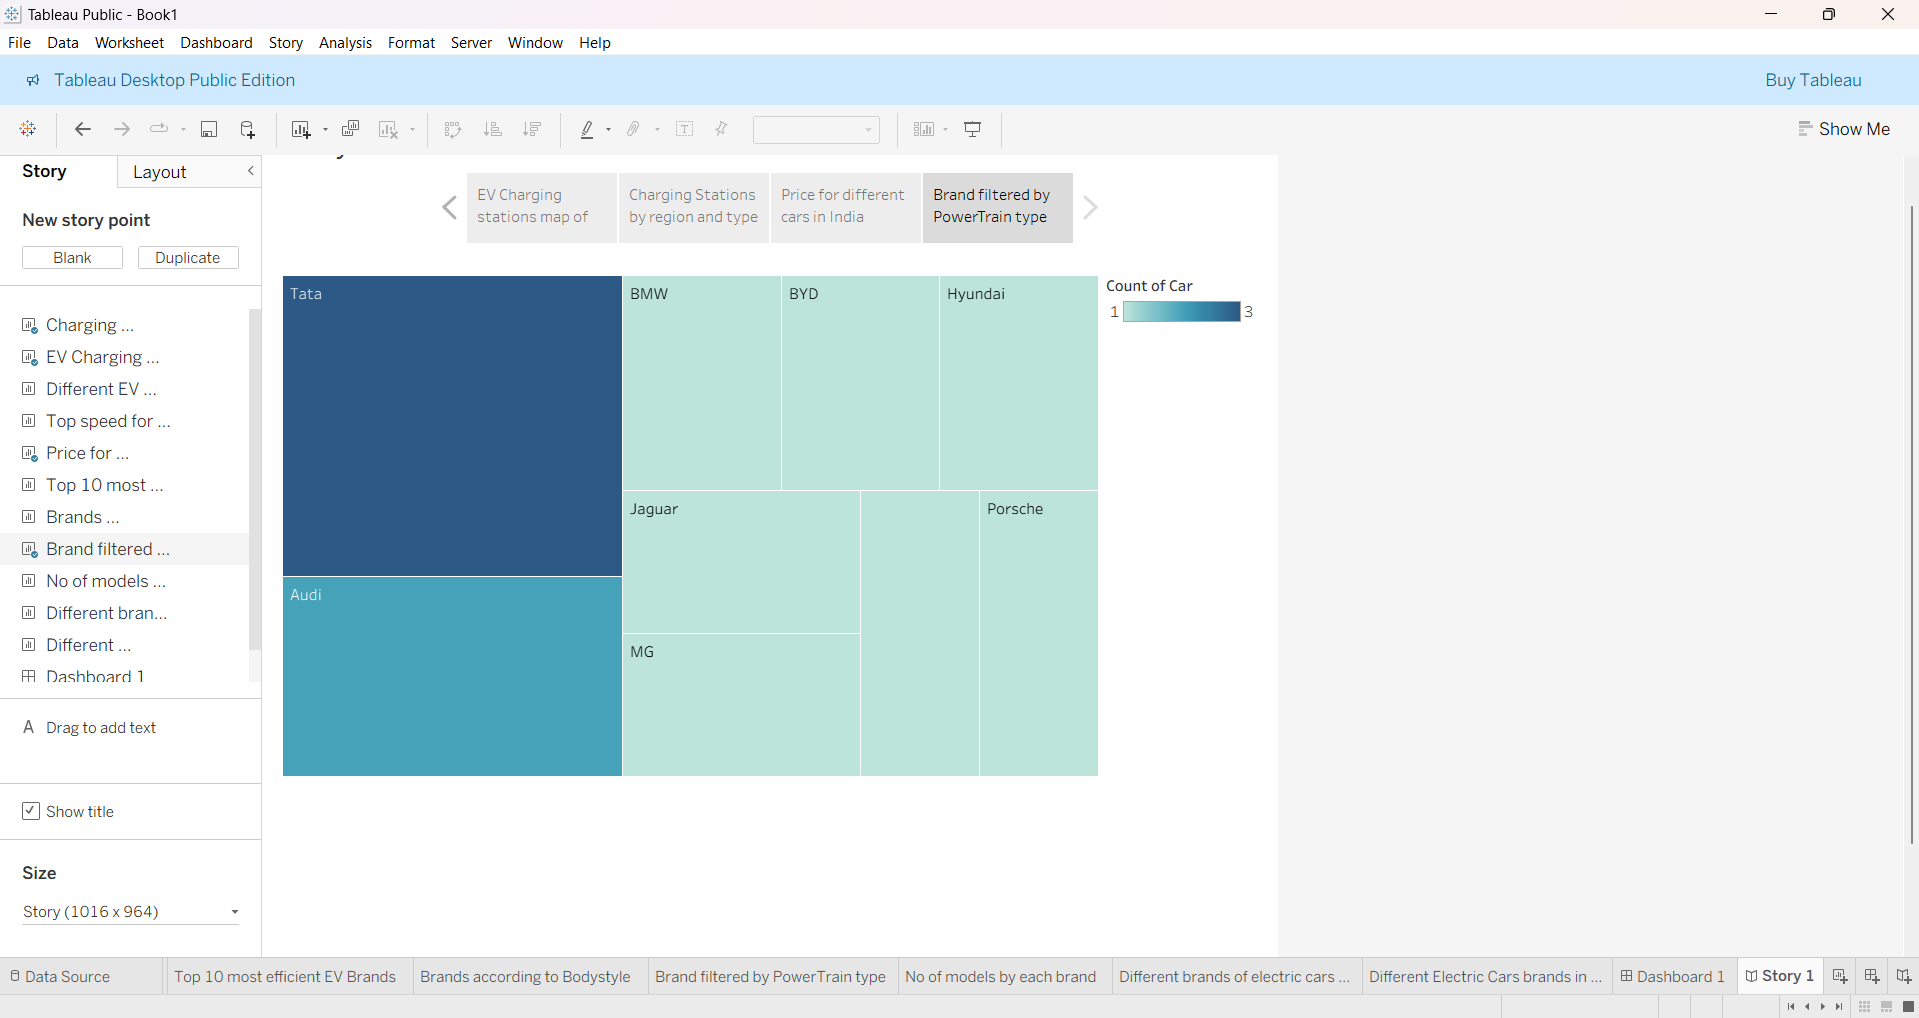 Tableau Public - Book1
File Data Worksheet Dashboard Story Analysis Format Server Window Help
Tableau Desktop Public Edition
Buy Tableau
Show Me
Story
Layout
New story point
Blank
Duplicate
Charging ...
EV Charging ...
Different EV ...
Top speed for ...
Price for ...
Top 10 most ...
Brands ...
Brand filtered ...
No of models ...
Different bran...
Different ...
Dashboard 1
A Drag to add text
Show title
Size
Story (1016 x 964)
EV Charging
stations map of
Charging Stations
by region and type
Price for different
cars in India
Brand filtered by
PowerTrain type
Tata
BMW
BYD
Hyundai
Audi
Jaguar
MG
Porsche
Count of Car
1
3
Data Source
Top 10 most efficient EV Brands
Brands according to Bodystyle
Brand filtered by PowerTrain type
No of models by each brand
Different brands of electric cars ...
Different Electric Cars brands in ...
Dashboard 1
Story 1